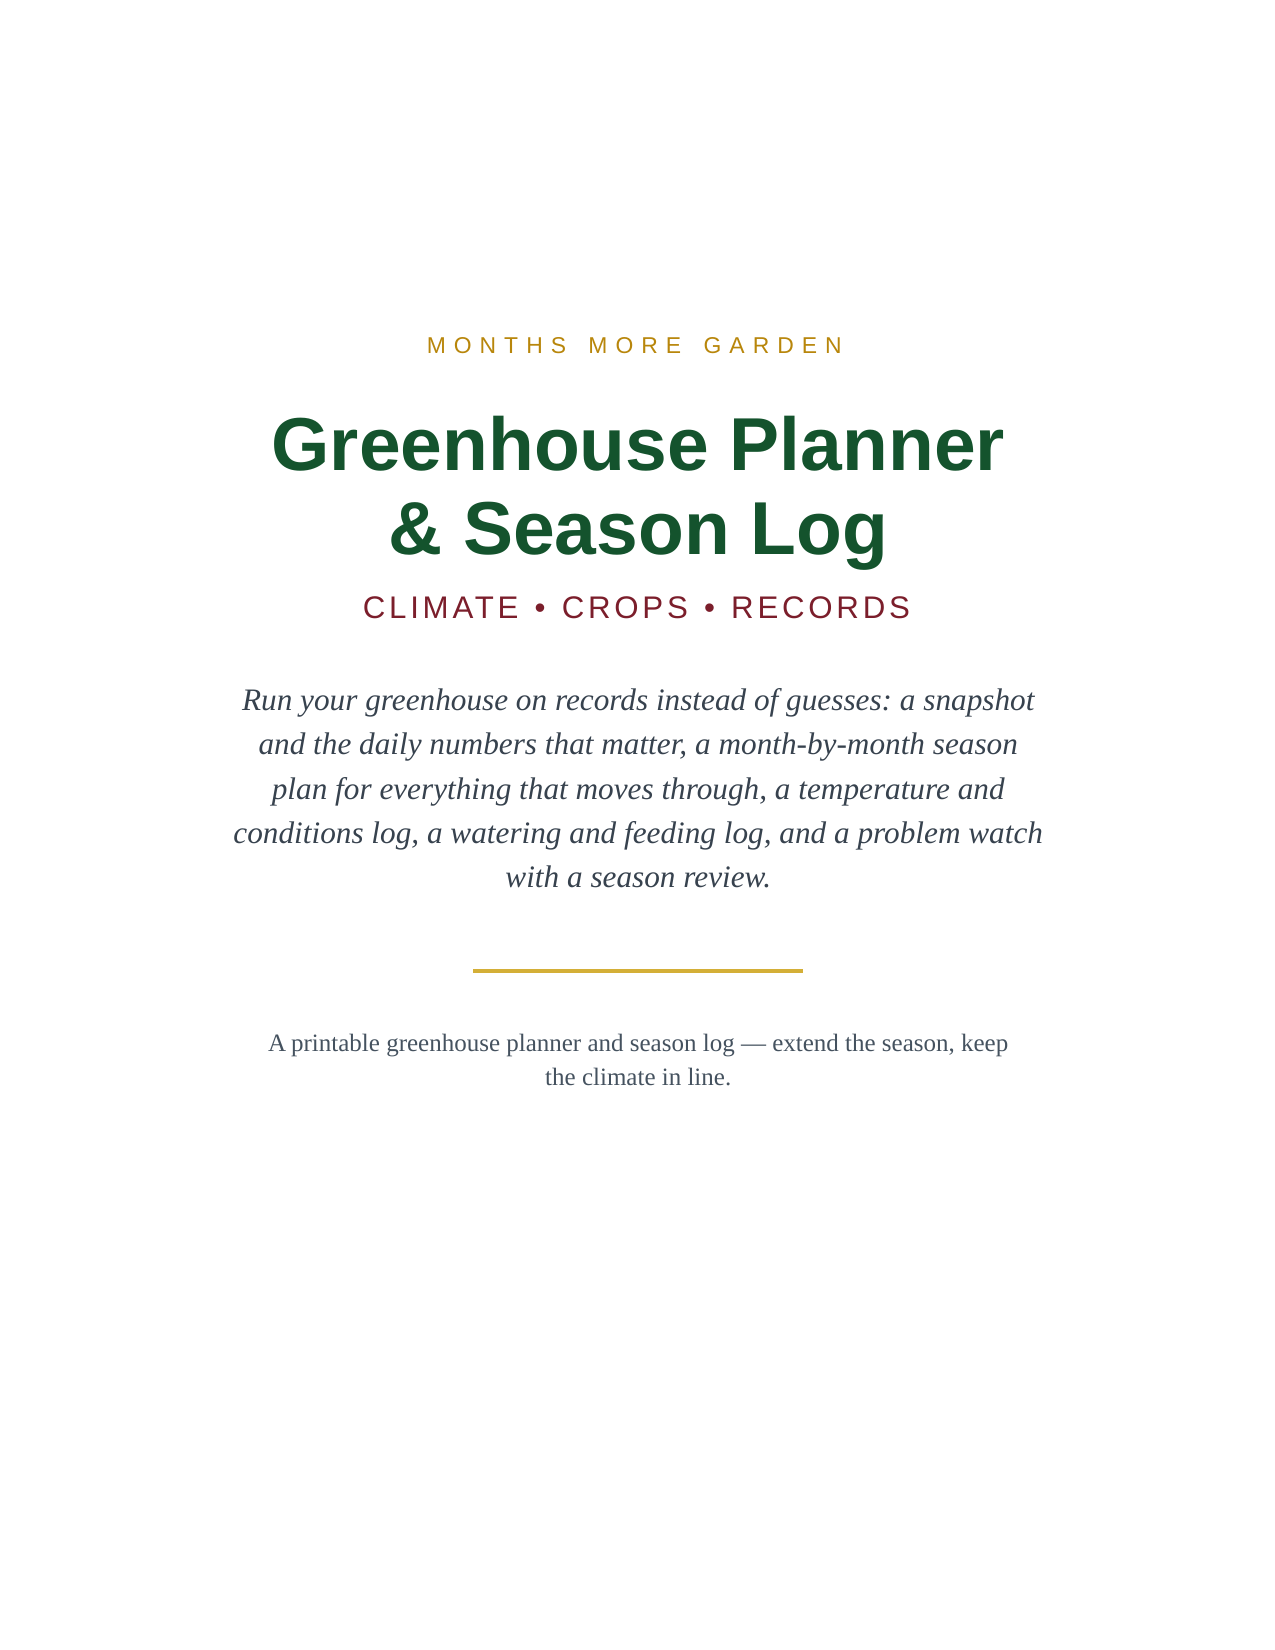 MONTHS MORE GARDEN
Greenhouse Planner
& Season Log
CLIMATE • CROPS • RECORDS
Run your greenhouse on records instead of guesses: a snapshot
and the daily numbers that matter, a month-by-month season
plan for everything that moves through, a temperature and
conditions log, a watering and feeding log, and a problem watch
with a season review.
A printable greenhouse planner and season log — extend the season, keep
the climate in line.